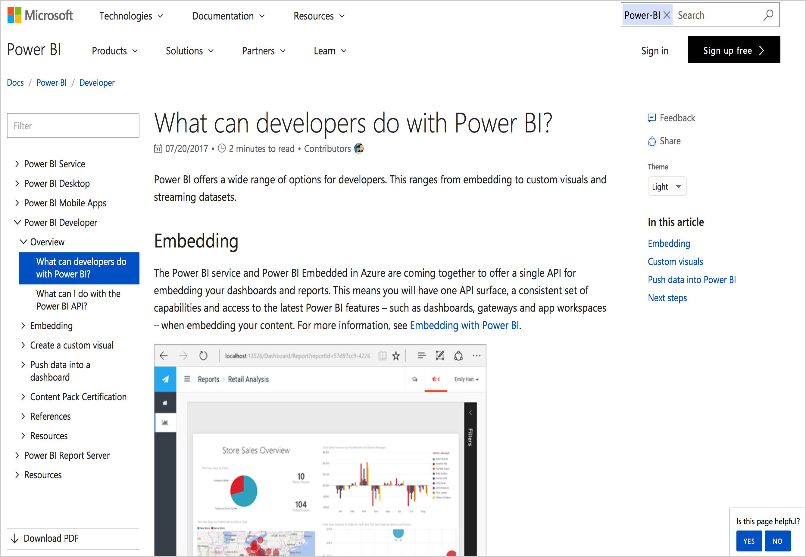 Microsoft
Technologies
Documentation
Resources
Power-BI
Search
Power BI
Products
Solutions
Partners
Learn
Sign in
Sign up free
Docs / Power BI / Developer
Filter
Power BI Service
Power BI Desktop
Power BI Mobile Apps
Power BI Developer
Overview
What can developers do
with Power BI?
What can I do with the
Power BI API?
Embedding
Create a custom visual
Push data into a
dashboard
Content Pack Certification
References
Resources
Power BI Report Server
Resources
Download PDF
What can developers do with Power BI?
07/20/2017 • 2 minutes to read • Contributors
Power BI offers a wide range of options for developers. This ranges from embedding to custom visuals and
streaming datasets.
Embedding
The Power BI service and Power BI Embedded in Azure are coming together to offer a single API for
embedding your dashboards and reports. This means you will have one API surface, a consistent set of
capabilities and access to the latest Power BI features – such as dashboards, gateways and app workspaces
– when embedding your content. For more information, see Embedding with Power BI.
Reports > Retail Analysis
Emily Hart
Filters
Store Sales Overview
10
104
Feedback
Share
Theme
Light
In this article
Embedding
Custom visuals
Push data into Power BI
Next steps
Is this page helpful?
YES
NO